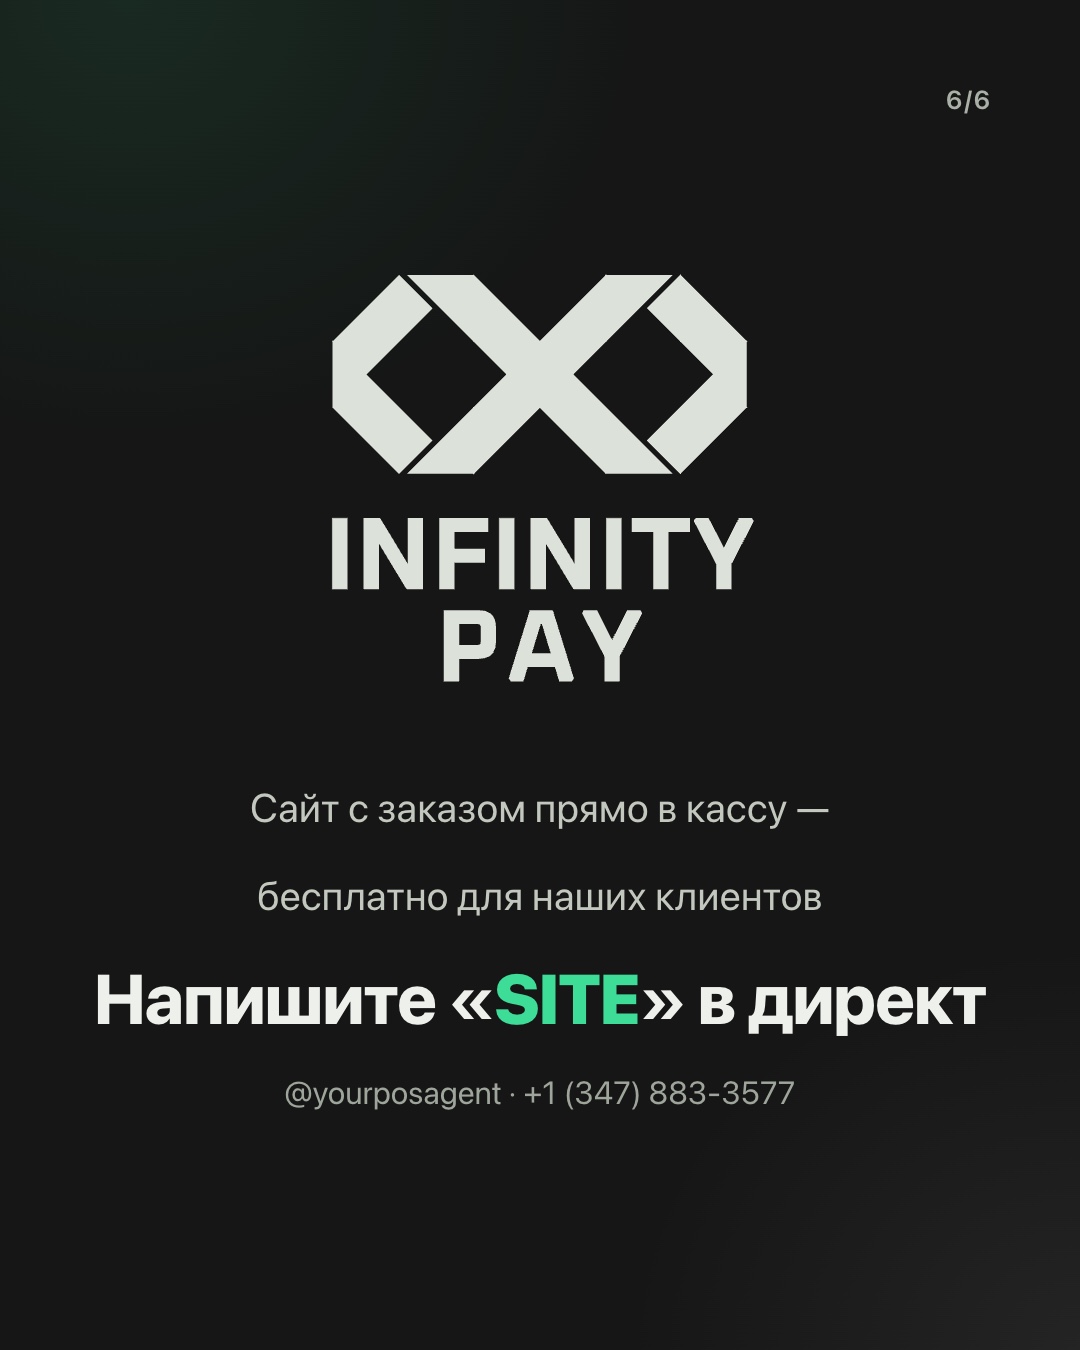 6/6
INFINITY
PAY
Сайт с заказом прямо в кассу —
бесплатно для наших клиентов
Напишите «SITE» в директ
@yourposagent · +1 (347) 883-3577